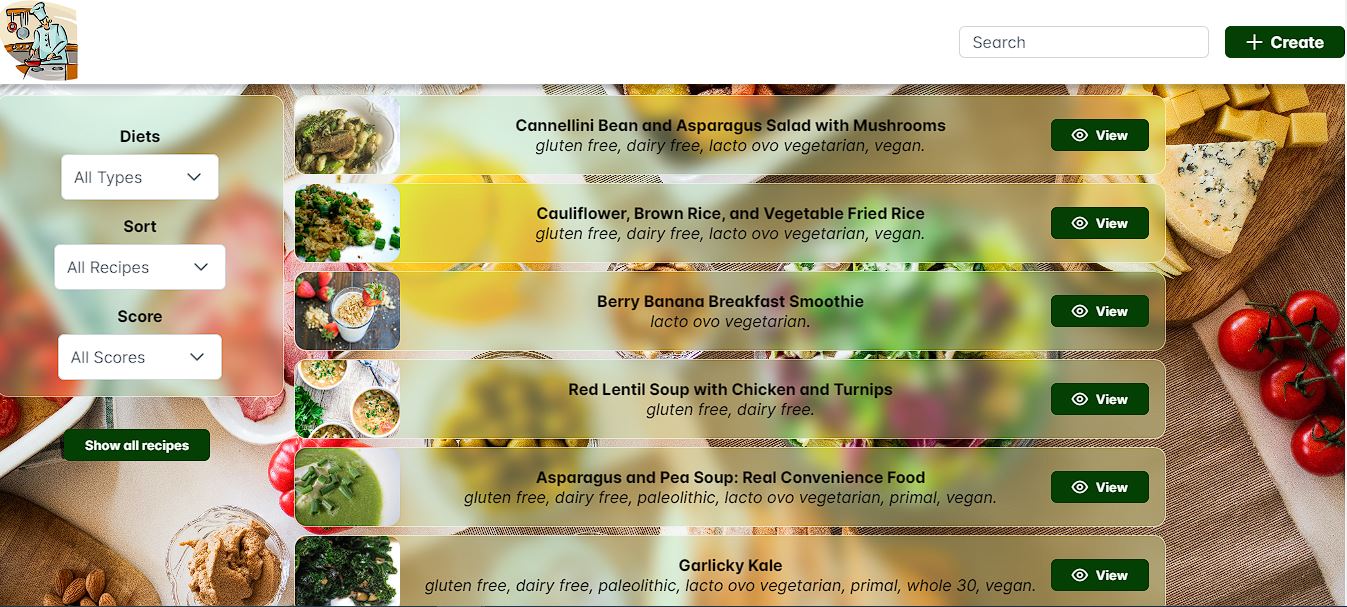 Search
Create
Diets
All Types
Sort
All Recipes
Score
All Scores
Show all recipes
Cannellini Bean and Asparagus Salad with Mushrooms
gluten free, dairy free, lacto ovo vegetarian, vegan.
View
Cauliflower, Brown Rice, and Vegetable Fried Rice
gluten free, dairy free, lacto ovo vegetarian, vegan.
View
Berry Banana Breakfast Smoothie
lacto ovo vegetarian.
View
Red Lentil Soup with Chicken and Turnips
gluten free, dairy free.
View
Asparagus and Pea Soup: Real Convenience Food
gluten free, dairy free, paleolithic, lacto ovo vegetarian, primal, vegan.
View
Garlicky Kale
gluten free, dairy free, paleolithic, lacto ovo vegetarian, primal, whole 30, vegan.
View